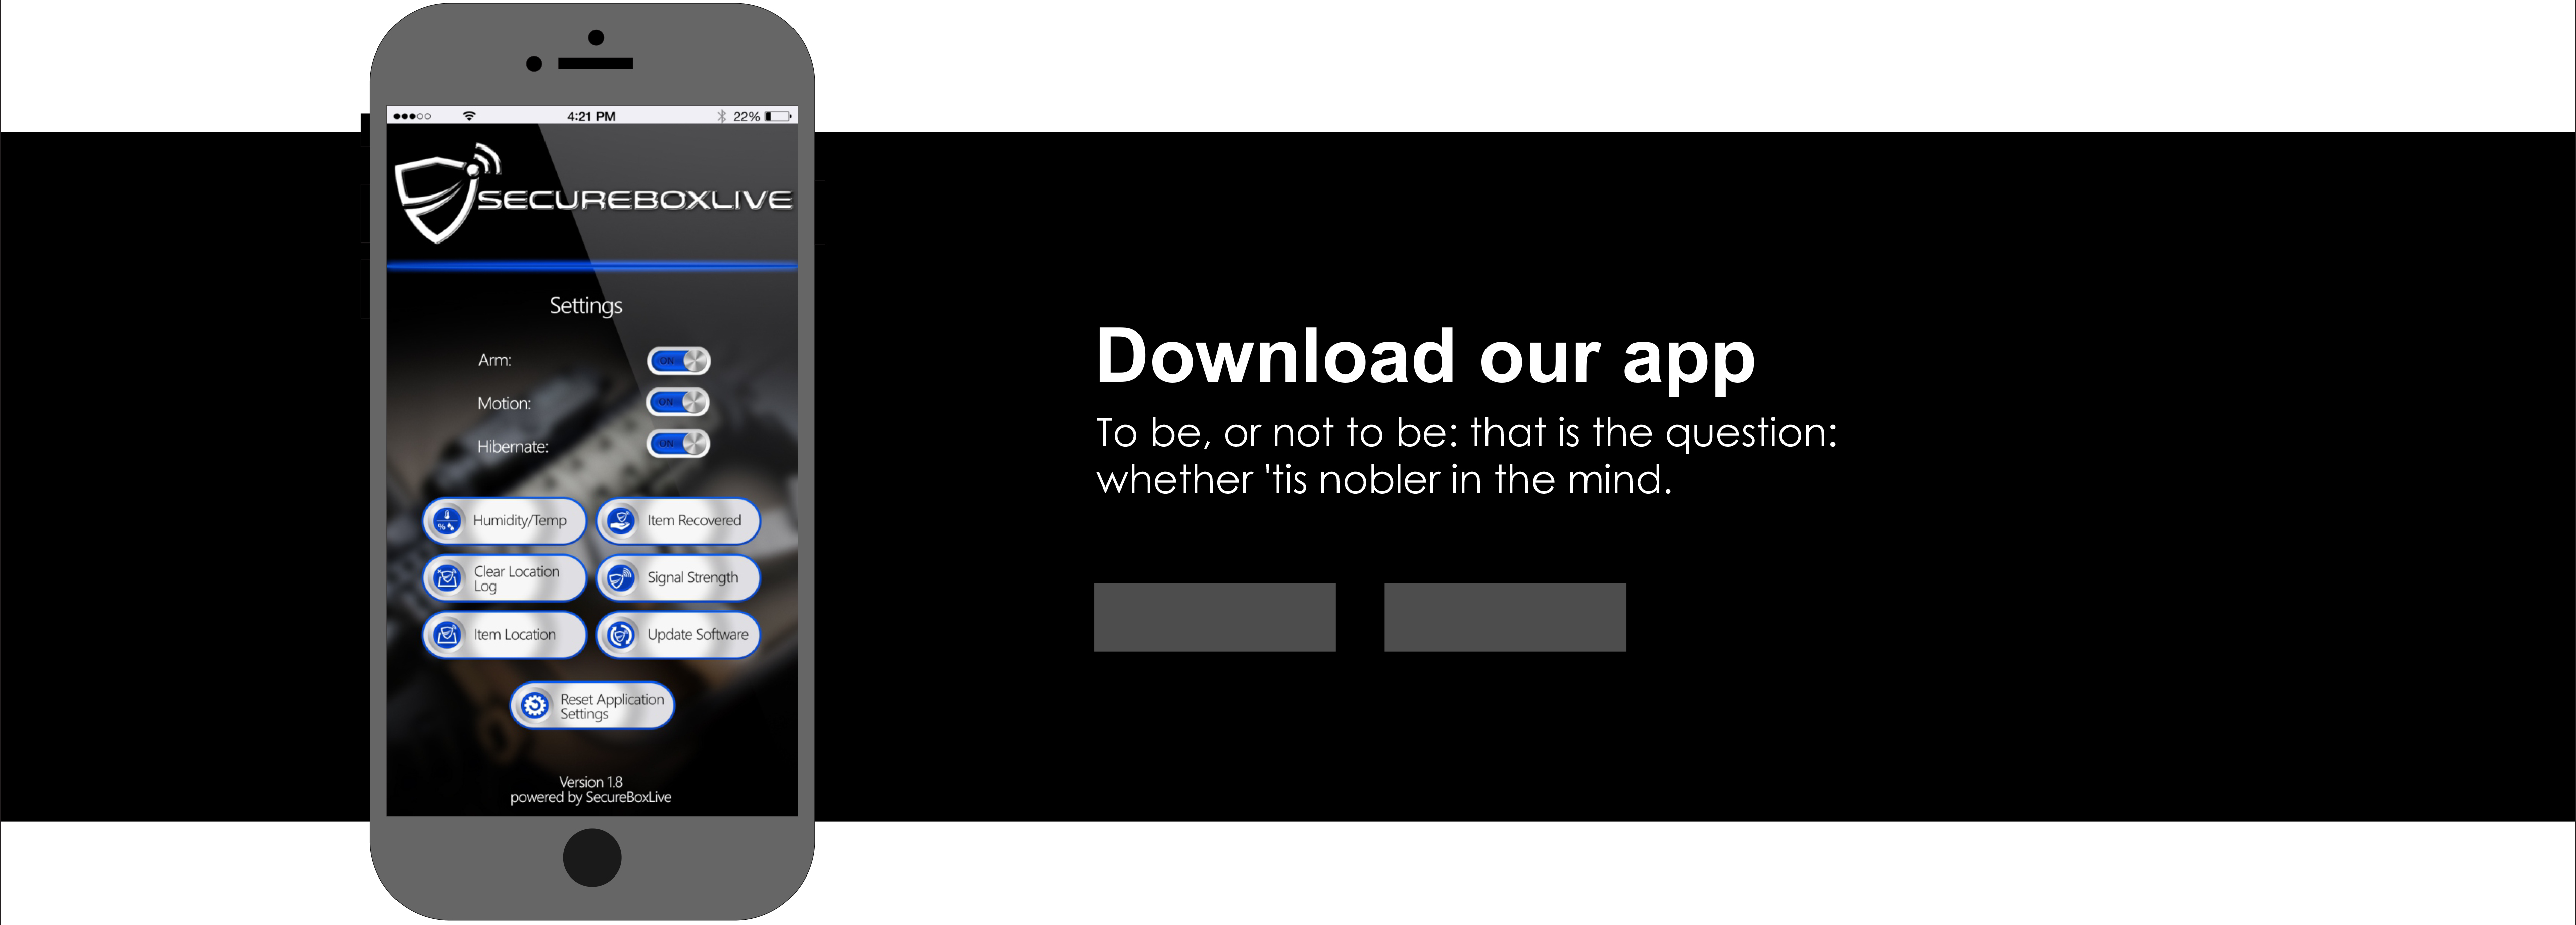 4:21 PM
22%
SECUREBOXLIVE
Settings
Arm:
ON
Motion:
ON
Hibernate:
ON
Humidity/Temp
Item Recovered
Clear Location
Log
Signal Strength
Item Location
Update Software
Reset Application
Settings
Version 1.8
powered by SecureBoxLive
Download our app
To be, or not to be: that is the question:
whether 'tis nobler in the mind.